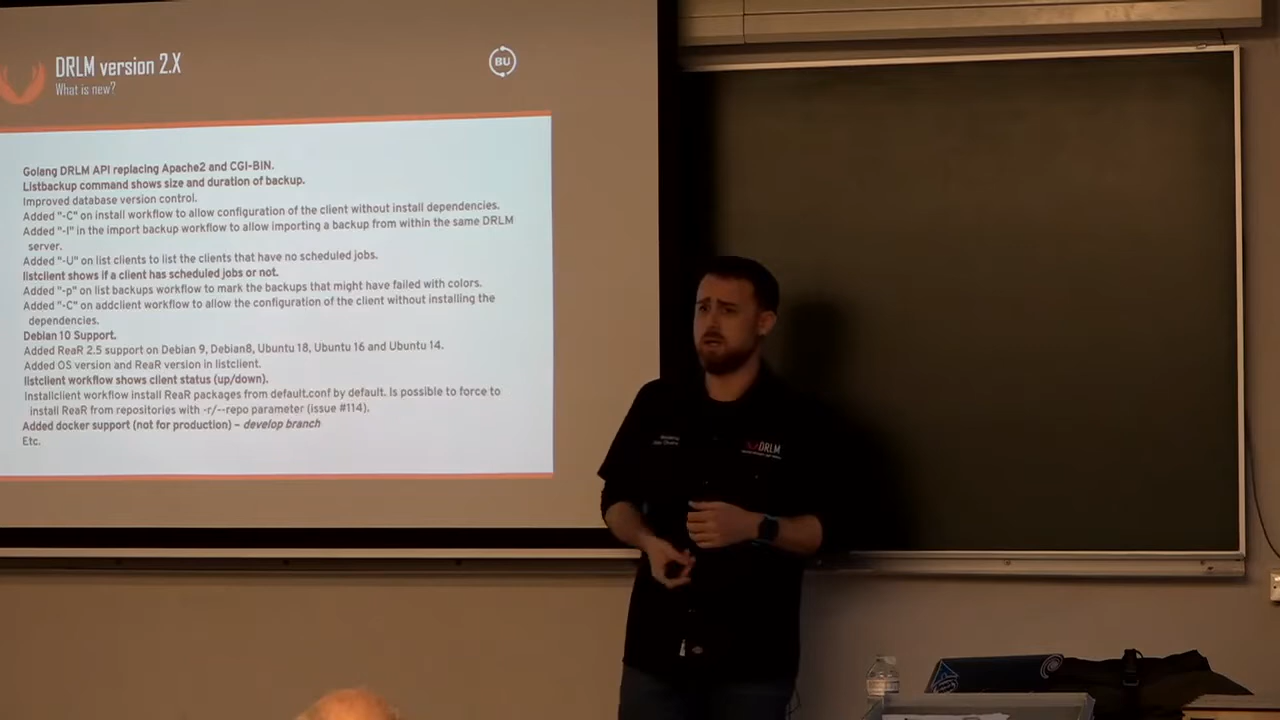 DRLM version 2.X
What is new?
BU
Golang DRLM API replacing Apache2 and CGI-BIN.
Listbackup command shows size and duration of backup.
Improved database version control.
Added "-C" on install workflow to allow configuration of the client without install dependencies.
Added "-I" in the import backup workflow to allow importing a backup from within the same DRLM
server.
Added "-U" on list clients to list the clients that have no scheduled jobs.
listclient shows if a client has scheduled jobs or not.
Added "-p" on list backups workflow to mark the backups that might have failed with colors.
Added "-C" on addclient workflow to allow the configuration of the client without installing the
dependencies.
Debian 10 Support.
Added ReaR 2.5 support on Debian 9, Debian8, Ubuntu 18, Ubuntu 16 and Ubuntu 14.
Added OS version and ReaR version in listclient.
listclient workflow shows client status (up/down).
Installclient workflow install ReaR packages from default.conf by default. Is possible to force to
install ReaR from repositories with -r/--repo parameter (issue #114).
Added docker support (not for production) – develop branch
Etc.
DRLM